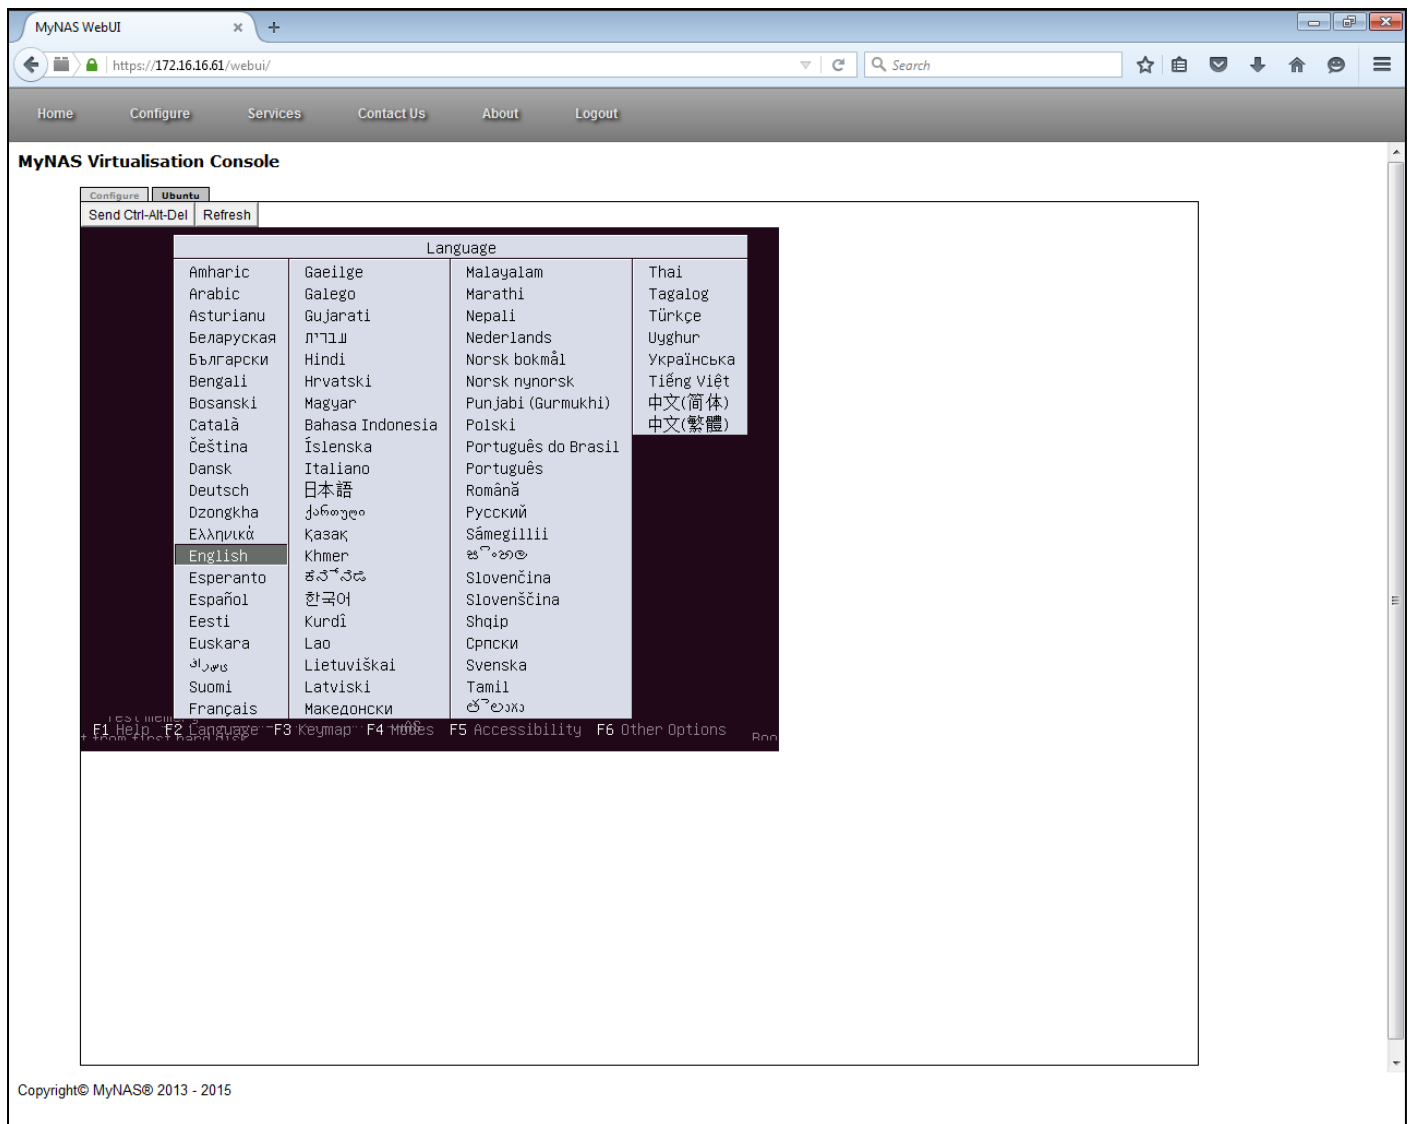 MyNAS WebUI
https://172.16.16.61/webui/
Search
Home Configure Services Contact Us About Logout
MyNAS Virtualisation Console
Configure Ubuntu
Send Ctrl-Alt-Del Refresh
Language
Amharic
Arabic
Asturianu
Беларуская
Български
Bengali
Bosanski
Català
Čeština
Dansk
Deutsch
Dzongkha
Ελληνικά
English
Esperanto
Español
Eesti
Euskara
Suomi
Français
Gaeilge
Galego
Gujarati
עברית
Hindi
Hrvatski
Magyar
Bahasa Indonesia
Íslenska
Italiano
日本語
ქართული
Қазақ
Khmer
한국어
Kurdî
Lao
Lietuviškai
Latviski
Македонски
Malayalam
Marathi
Nepali
Nederlands
Norsk bokmål
Norsk nynorsk
Punjabi (Gurmukhi)
Polski
Português do Brasil
Português
Română
Русский
Sámegillii
Slovenčina
Slovenščina
Shqip
Српски
Svenska
Tamil
Thai
Tagalog
Türkçe
Uyghur
Українська
Tiếng Việt
中文(简体)
中文(繁體)
F1 Help F2 Language F3 Keymap F4 Modes F5 Accessibility F6 Other Options
Copyright© MyNAS® 2013 - 2015